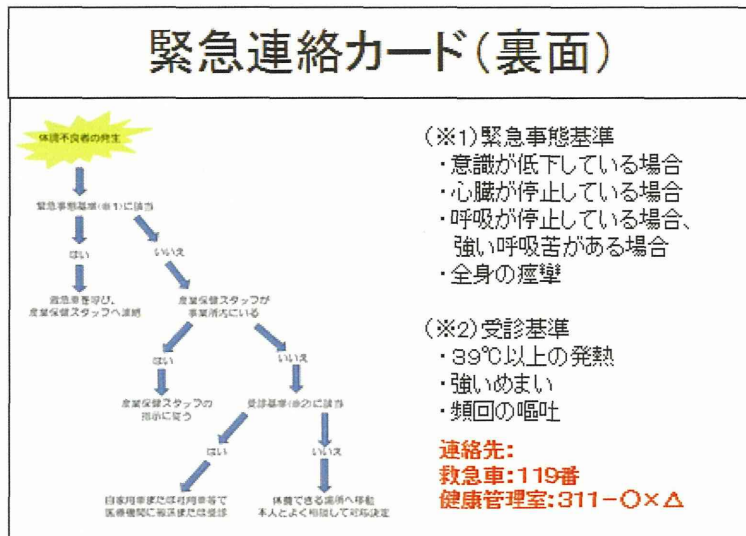 緊急連絡カード(裏面)
体調不良者の発生
緊急事態基準(※1)に該当
はい
いいえ
救急車を呼び、
産業保健スタッフへ連絡
産業保健スタッフが
事業所内にいる
はい
いいえ
産業保健スタッフの
指示に従う
受診基準(※2)に該当
はい
いいえ
自家用車または社用車等で
医療機関に搬送または受診
休養できる場所へ移動
本人とよく相談して対応決定
(※1)緊急事態基準
・意識が低下している場合
・心臓が停止している場合
・呼吸が停止している場合、
強い呼吸苦がある場合
・全身の痙攣
(※2)受診基準
・39℃以上の発熱
・強いめまい
・頻回の嘔吐
連絡先:
救急車:119番
健康管理室:311-○×△